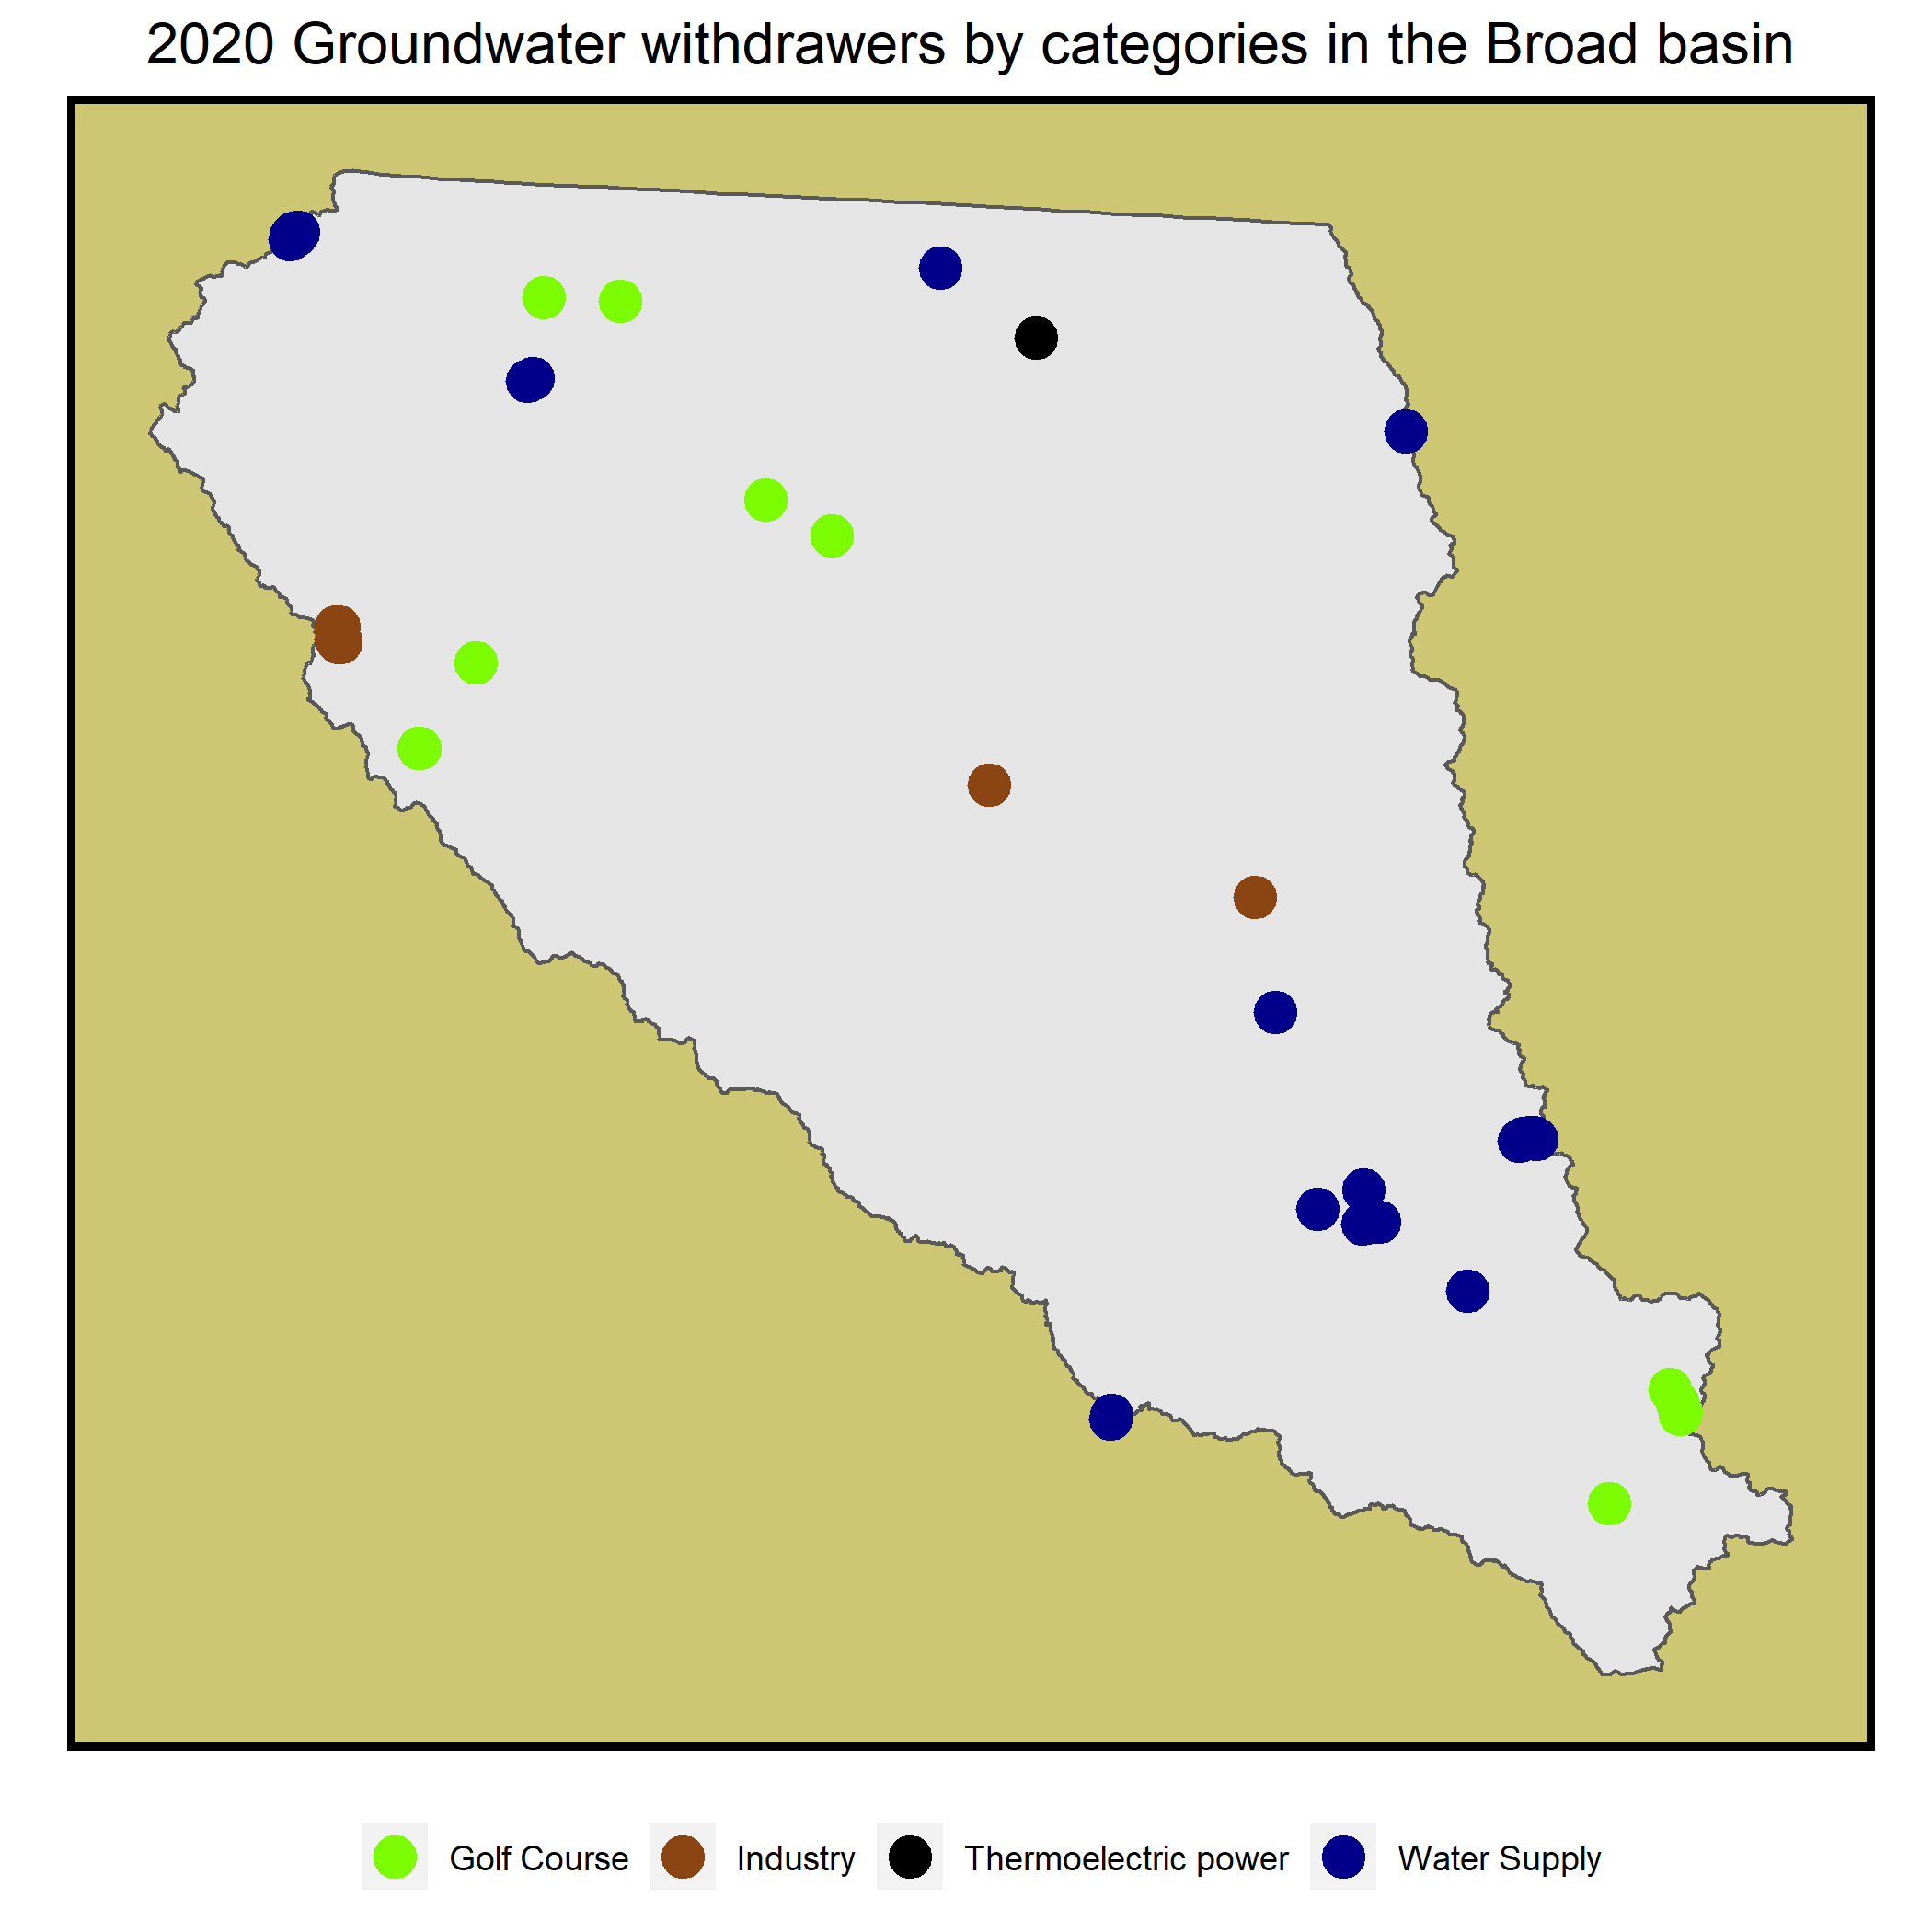 2020 Groundwater withdrawers by categories in the Broad basin
Golf Course Industry Thermoelectric power Water Supply